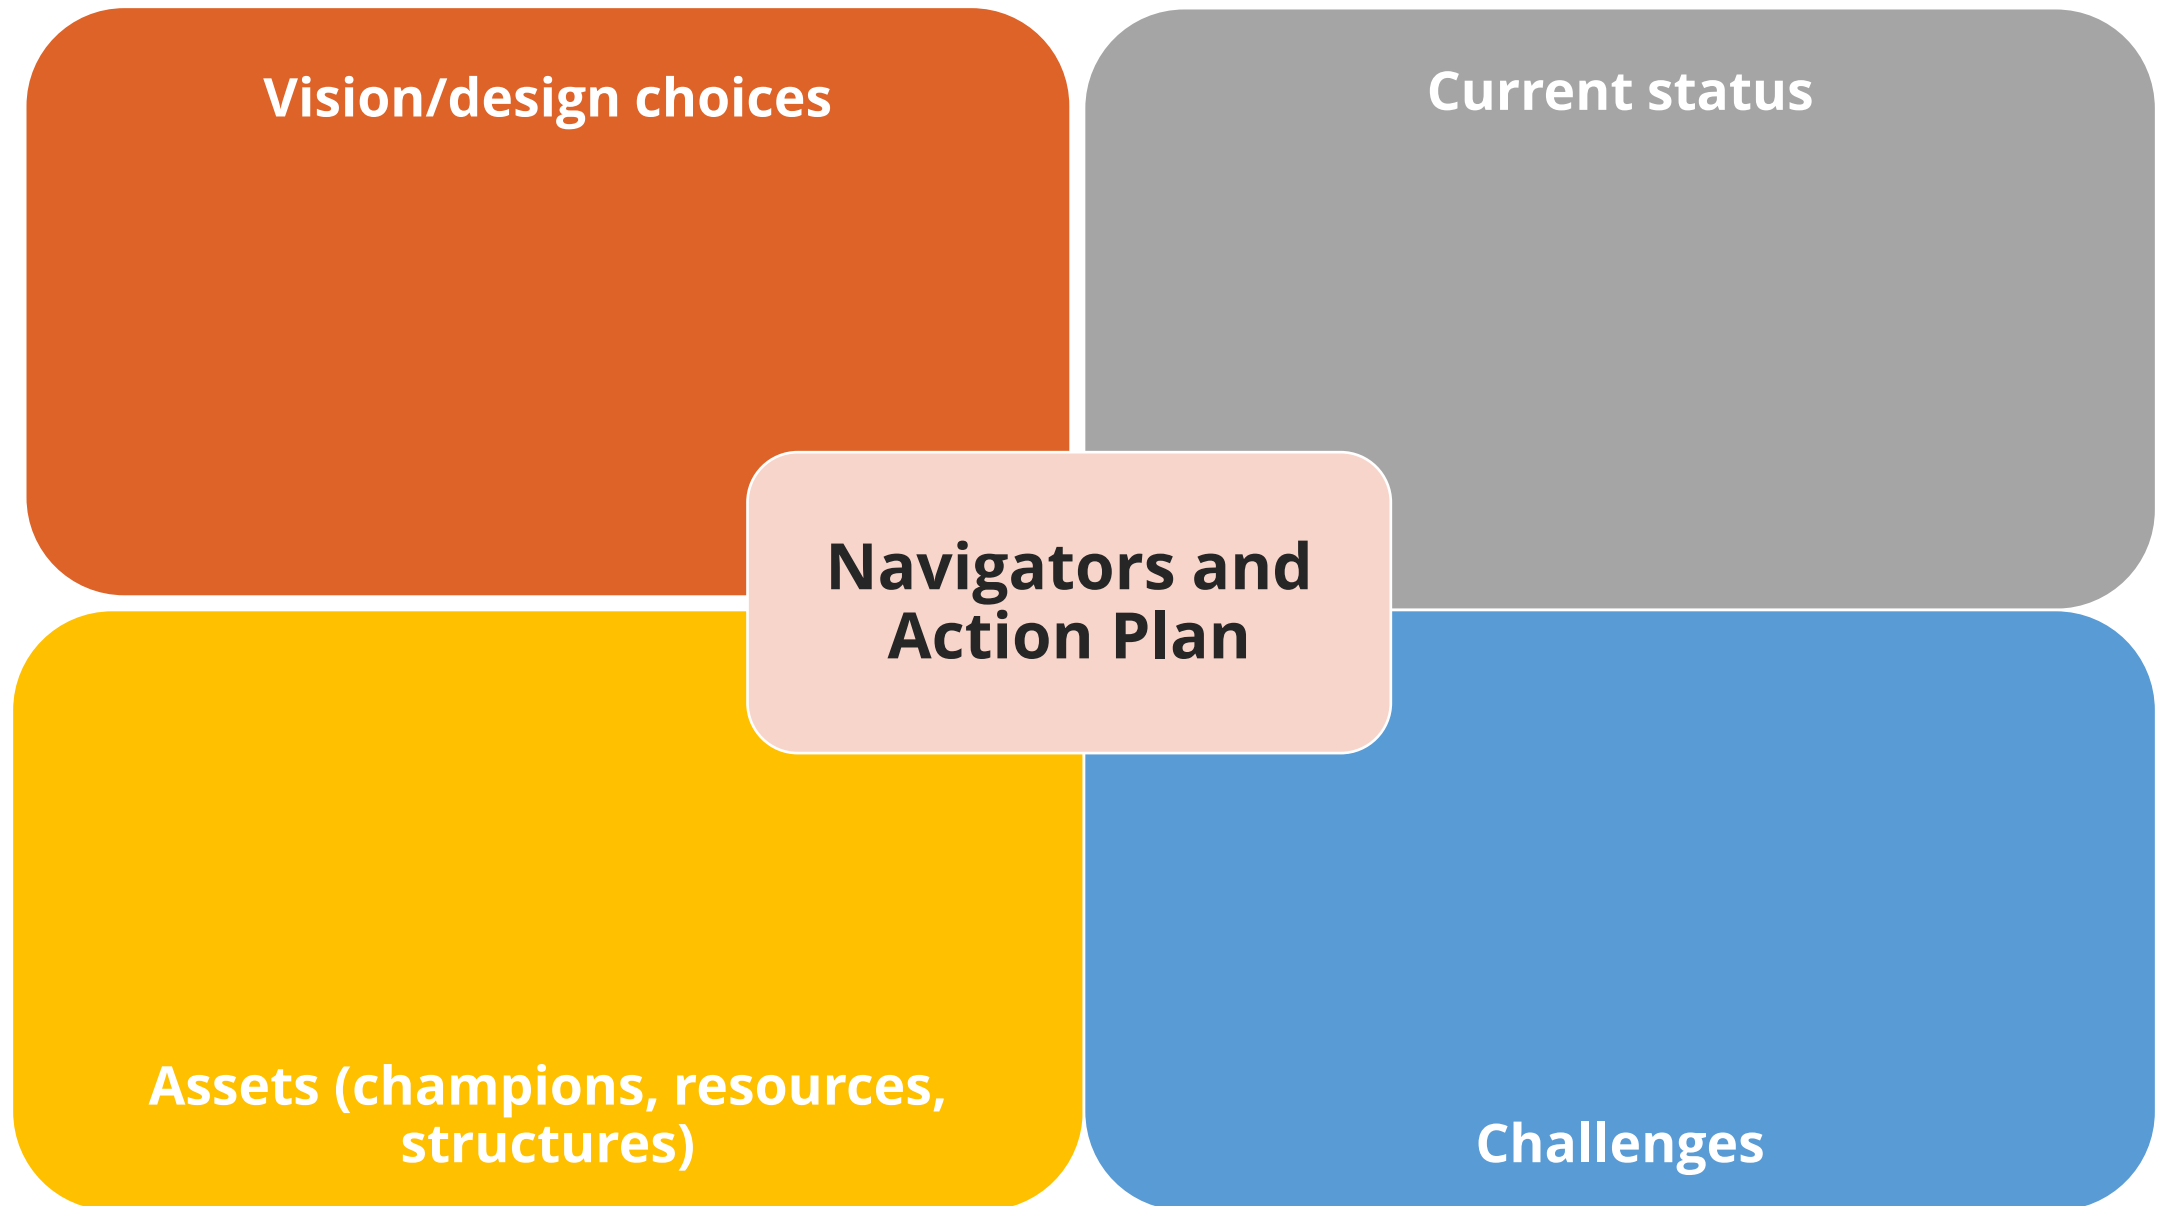 Vision/design choices
Current status
Navigators and
Action Plan
Assets (champions, resources,
structures)
Challenges